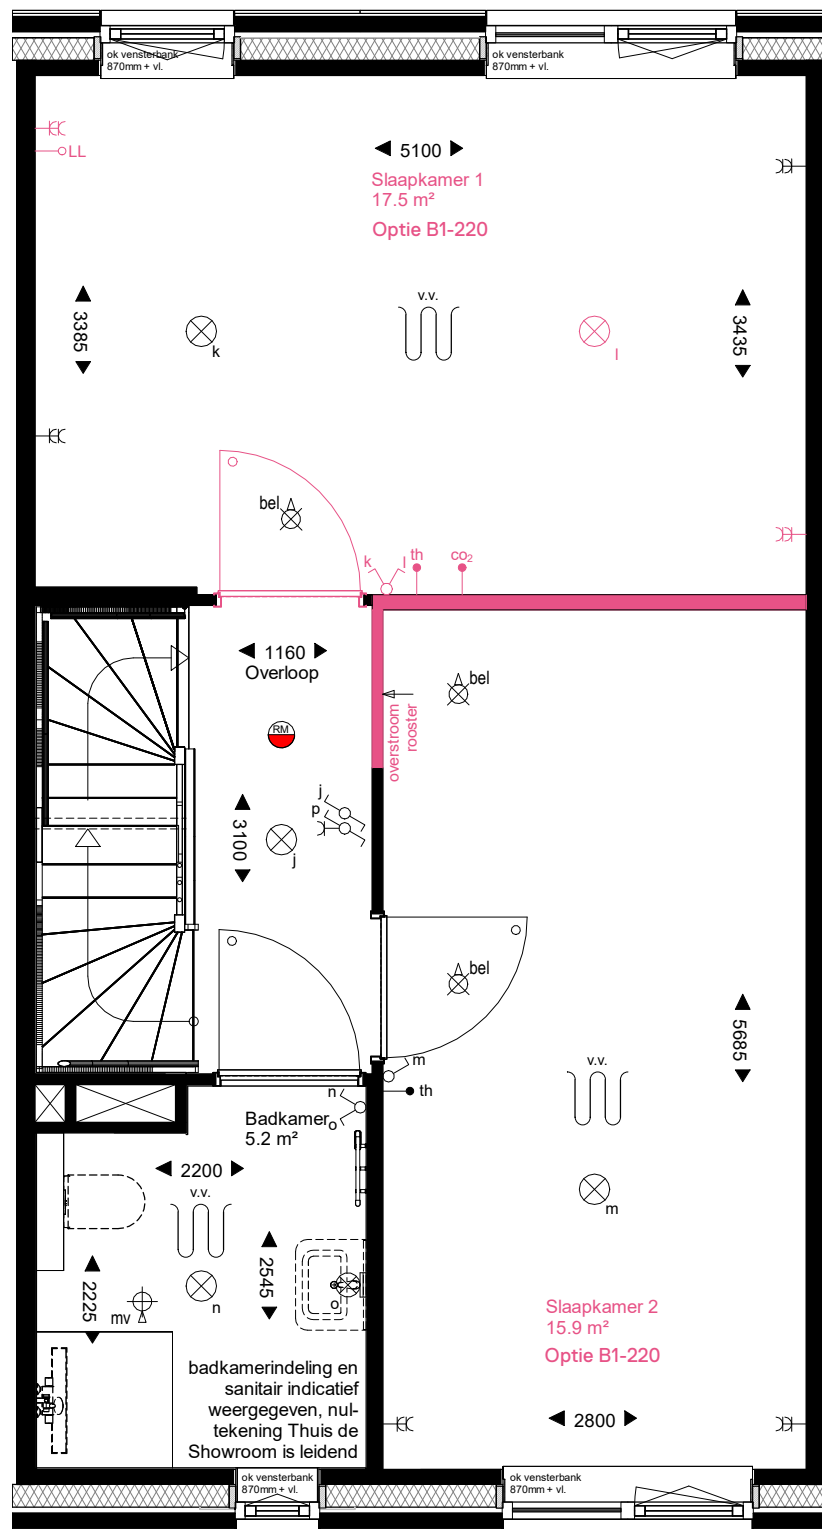 ok vensterbank
870mm + vl.
ok vensterbank
870mm + vl.
LL
5100
Slaapkamer 1
17.5 m²
Optie B1-220
v.v.
3385
3435
k
l
bel
k
l
th
co2
1160
Overloop
bel
RM
overstroom
rooster
j
p
3100
j
bel
5685
m
v.v.
th
n
Badkamer
5.2 m²
o
2200
v.v.
m
2545
2225
n
o
mv
Slaapkamer 2
15.9 m²
Optie B1-220
badkamerindeling en
sanitair indicatief
weergegeven, nul-
tekening Thuis de
Showroom is leidend
2800
ok vensterbank
870mm + vl.
ok vensterbank
870mm + vl.